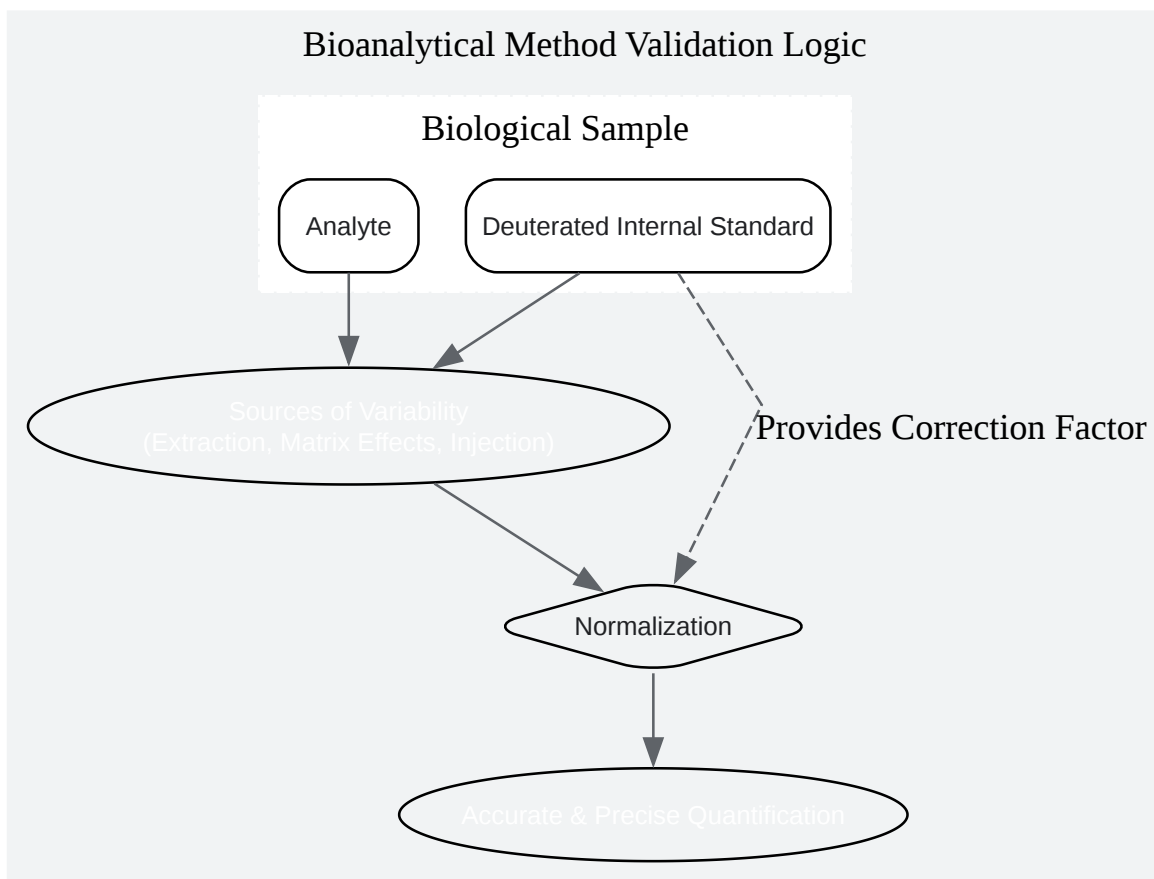 Bioanalytical Method Validation Logic
Biological Sample
Analyte
Deuterated Internal Standard
Sources of Variability
(Extraction, Matrix Effects, Injection)
Provides Correction Factor
Normalization
Accurate & Precise Quantification